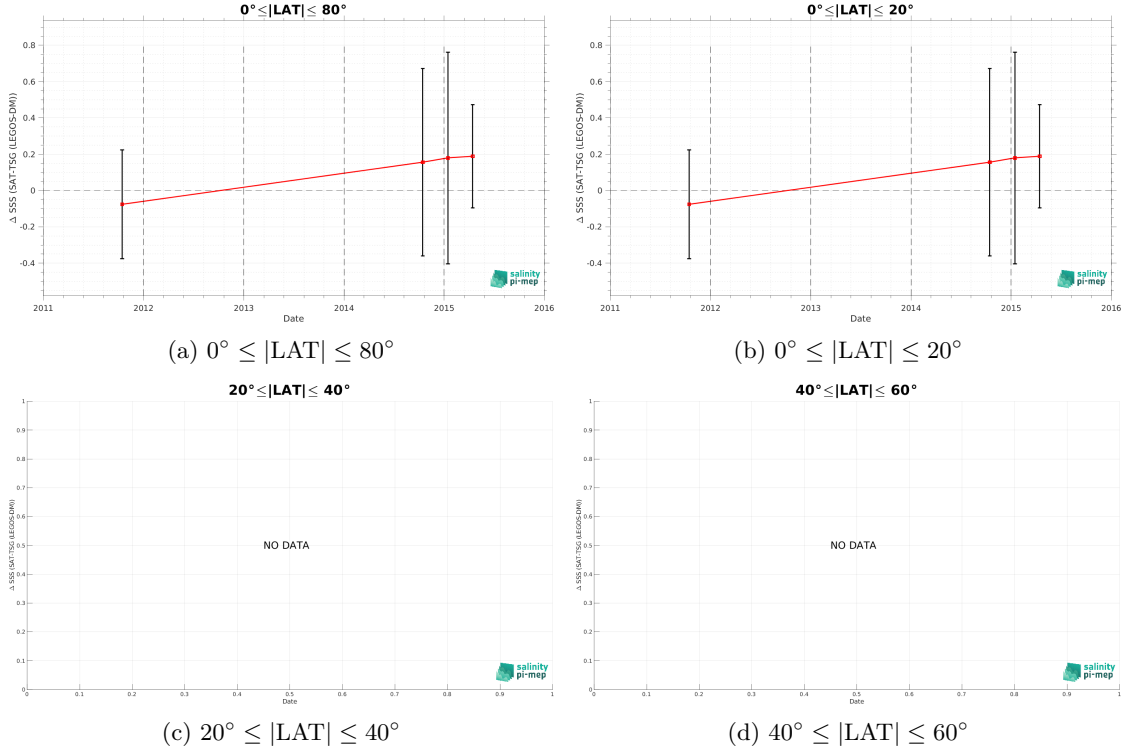 0°≤|LAT|≤ 80°
Δ SSS (SAT-TSG (LEGOS-DM))
0.8
0.6
0.4
0.2
0
-0.2
-0.4
2011 2012 2013 2014 2015 2016
Date
salinity
pi-mep
(a) 0° ≤ |LAT| ≤ 80°
0°≤|LAT|≤ 20°
Δ SSS (SAT-TSG (LEGOS-DM))
0.8
0.6
0.4
0.2
0
-0.2
-0.4
2011 2012 2013 2014 2015 2016
Date
salinity
pi-mep
(b) 0° ≤ |LAT| ≤ 20°
20°≤|LAT|≤ 40°
Δ SSS (SAT-TSG (LEGOS-DM))
1
0.9
0.8
0.7
0.6
0.5
0.4
0.3
0.2
0.1
0
NO DATA
0 0.1 0.2 0.3 0.4 0.5 0.6 0.7 0.8 0.9 1
Date
salinity
pi-mep
(c) 20° ≤ |LAT| ≤ 40°
40°≤|LAT|≤ 60°
Δ SSS (SAT-TSG (LEGOS-DM))
1
0.9
0.8
0.7
0.6
0.5
0.4
0.3
0.2
0.1
0
NO DATA
0 0.1 0.2 0.3 0.4 0.5 0.6 0.7 0.8 0.9 1
Date
salinity
pi-mep
(d) 40° ≤ |LAT| ≤ 60°